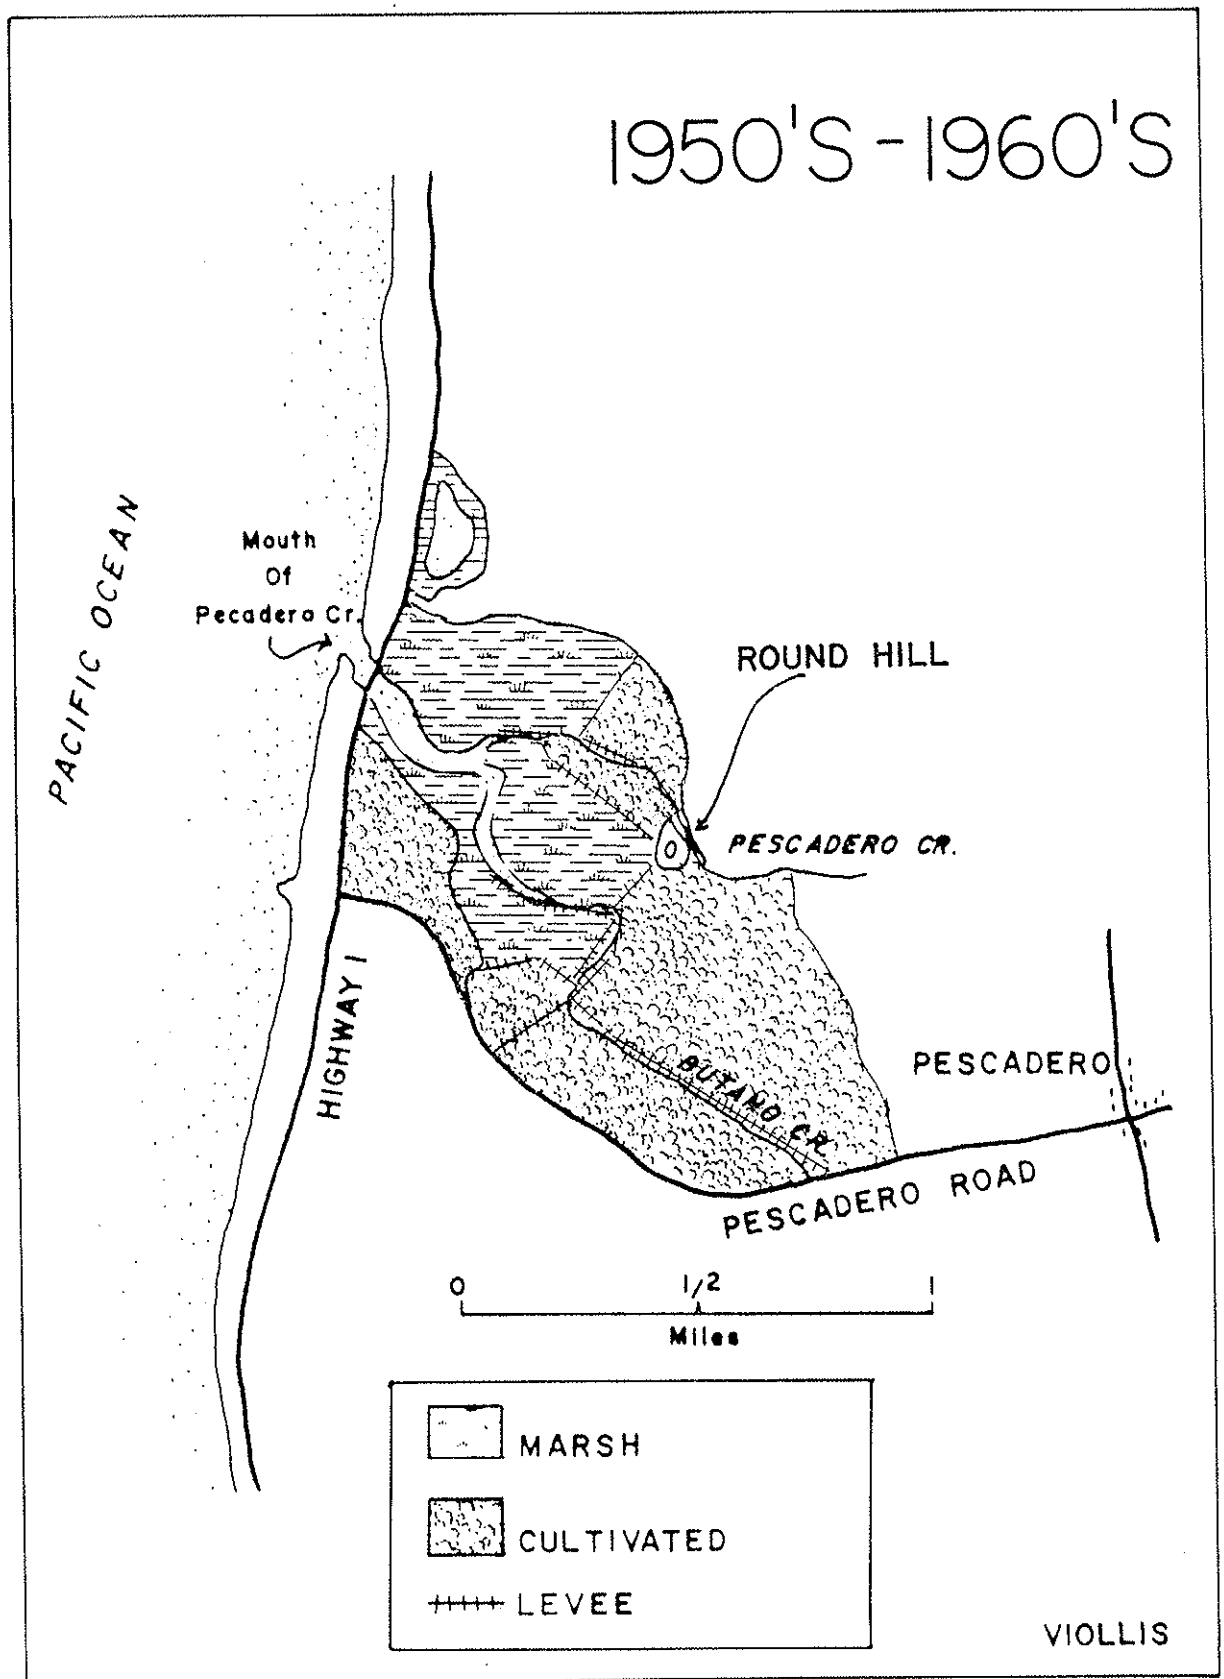 1950'S - 1960'S
PACIFIC OCEAN
Mouth
Of
Pecadero Cr.
ROUND HILL
PESCADERO CR.
HIGHWAY 1
BUTANO CR.
PESCADERO
PESCADERO ROAD
0 1/2 1
Miles
MARSH
CULTIVATED
LEVEE
VIOLLIS